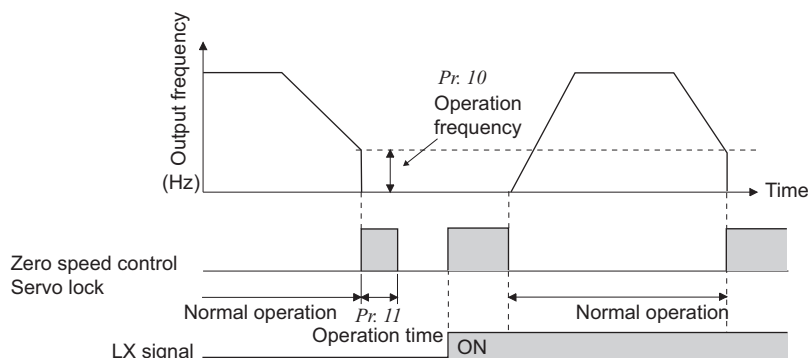 Output frequency
(Hz)
Pr. 10
Operation
frequency
Time
Zero speed control
Servo lock
Normal operation
Pr. 11
Operation time
Normal operation
LX signal
ON